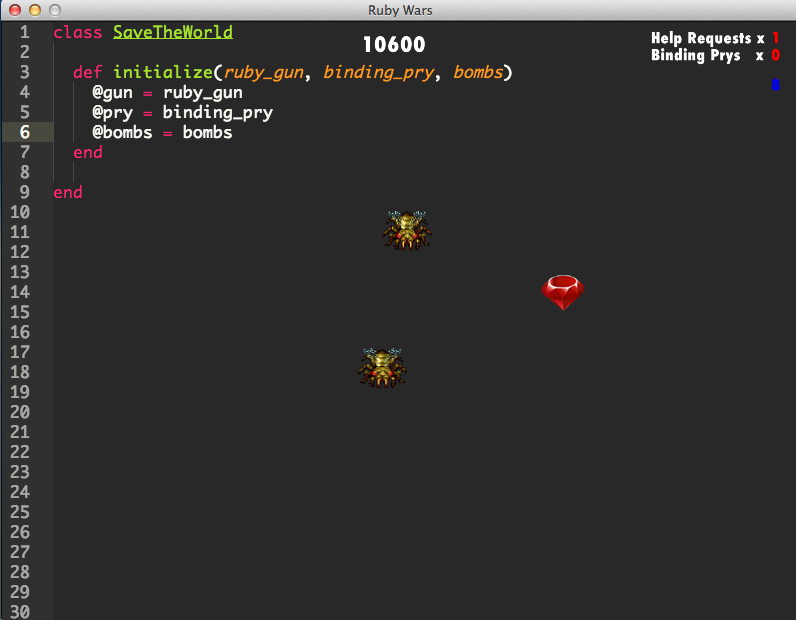 Ruby Wars
1 class SaveTheWorld
2
3 def initialize(ruby_gun, binding_pry, bombs)
4 @gun = ruby_gun
5 @pry = binding_pry
6 @bombs = bombs
7 end
8
9 end
10
11
12
13
14
15
16
17
18
19
20
21
22
23
24
25
26
27
28
29
30
10600
Help Requests x 1
Binding Prys x 0
8